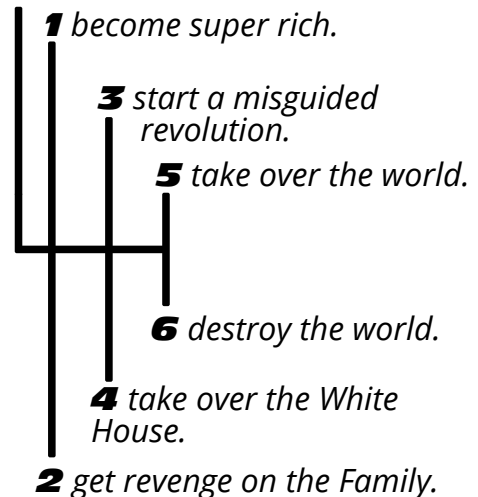 1 become super rich.
3 start a misguided
revolution.
5 take over the world.
6 destroy the world.
4 take over the White
House.
2 get revenge on the Family.